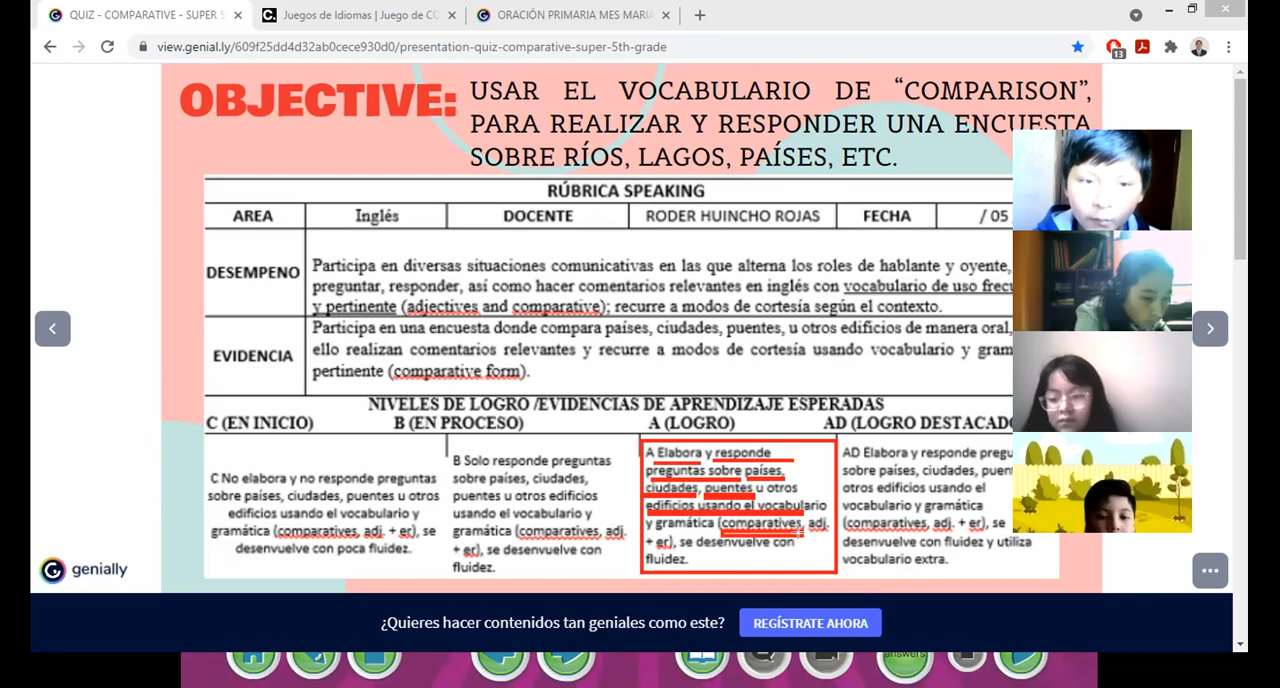 QUIZ - COMPARATIVE - SUPER 5
Juegos de Idiomas | Juego de CO
ORACIÓN PRIMARIA MES MARIA
view.genial.ly/609f25dd4d32ab0cece930d0/presentation-quiz-comparative-super-5th-grade
13
OBJECTIVE:
USAR EL VOCABULARIO DE “COMPARISON”,
PARA REALIZAR Y RESPONDER UNA ENCUESTA
SOBRE RÍOS, LAGOS, PAÍSES, ETC.
RÚBRICA SPEAKING
AREA Inglés DOCENTE RODER HUINCHO ROJAS FECHA / 05
DESEMPEÑO
Participa en diversas situaciones comunicativas en las que alterna los roles de hablante y oyente,
preguntar, responder, así como hacer comentarios relevantes en inglés con vocabulario de uso frecu
y pertinente (adjectives and comparative); recurre a modos de cortesía según el contexto.
EVIDENCIA
Participa en una encuesta donde compara países, ciudades, puentes, u otros edificios de manera oral,
ello realizan comentarios relevantes y recurre a modos de cortesía usando vocabulario y gram
pertinente (comparative form).
NIVELES DE LOGRO /EVIDENCIAS DE APRENDIZAJE ESPERADAS
C (EN INICIO) B (EN PROCESO) A (LOGRO) AD (LOGRO DESTACADO
C No elabora y no responde preguntas
sobre países, ciudades, puentes u otros
edificios usando el vocabulario y
gramática (comparatives, adj. + er), se
desenvuelve con poca fluidez.
B Solo responde preguntas
sobre países, ciudades,
puentes u otros edificios
usando el vocabulario y
gramática (comparatives, adj.
+ er), se desenvuelve con
fluidez.
A Elabora y responde
preguntas sobre países,
ciudades, puentes u otros
edificios usando el vocabulario
y gramática (comparatives, adj.
+ er), se desenvuelve con
fluidez.
AD Elabora y responde pregu
sobre países, ciudades, puen
otros edificios usando el
vocabulario y gramática
(comparatives, adj. + er), se
desenvuelve con fluidez y utiliza
vocabulario extra.
genially
¿Quieres hacer contenidos tan geniales como este?
REGÍSTRATE AHORA
answers